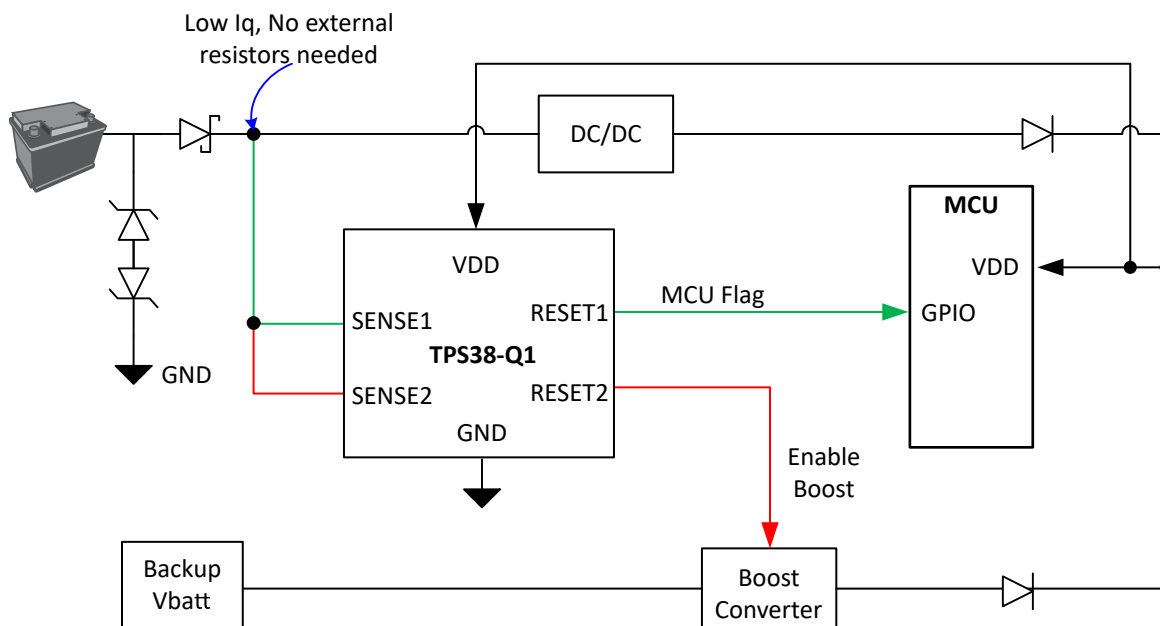 Low Iq, No external
resistors needed
DC/DC
MCU
VDD
VDD
SENSE1
RESET1
MCU Flag
GPIO
TPS38-Q1
GND
SENSE2
RESET2
GND
Enable
Boost
Backup
Vbatt
Boost
Converter